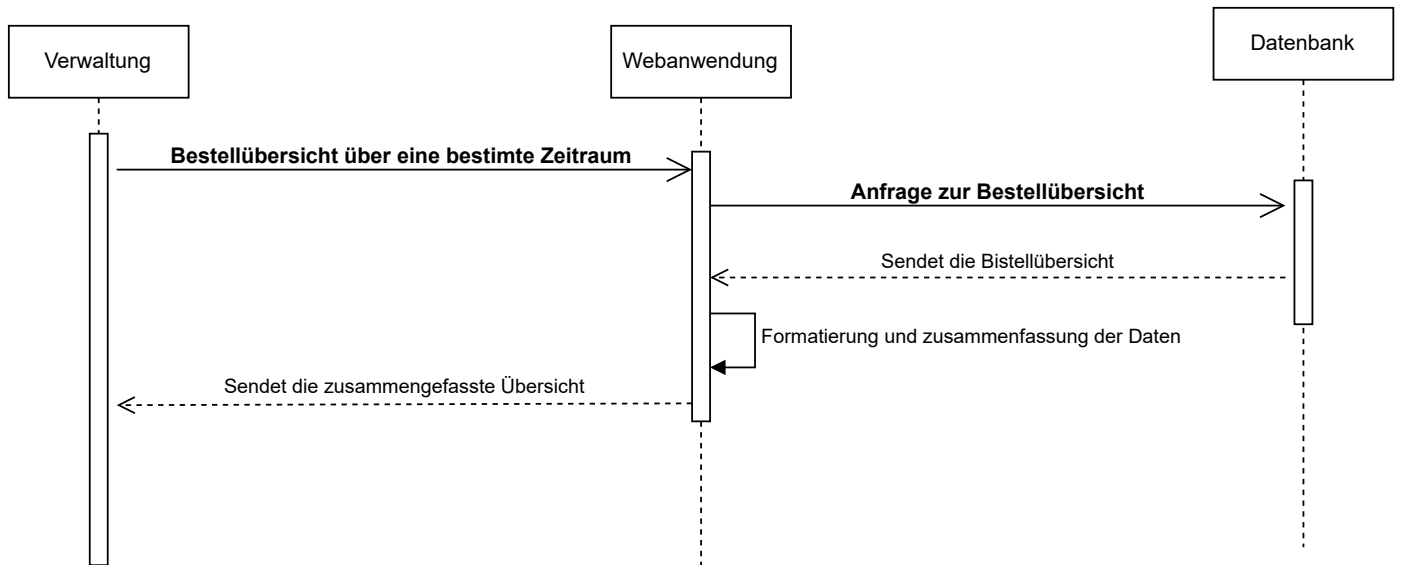 Verwaltung
Webanwendung
Datenbank
Bestellübersicht über eine bestimte Zeitraum
Anfrage zur Bestellübersicht
Sendet die Bistellübersicht
Formatierung und zusammenfassung der Daten
Sendet die zusammengefasste Übersicht